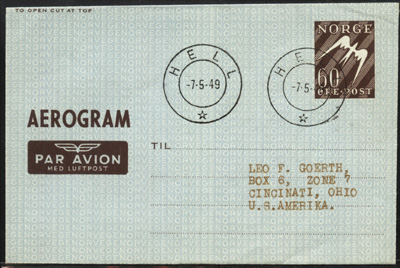 TO OPEN CUT AT TOP
NORGE
60
ØRE-POST
HELL
-7-5-49
HELL
-7-5-
AEROGRAM
PAR AVION
MED LUFTPOST
TIL
LEO F. GOERTH,
BOX 6, ZONE 7
CINCINATI, OHIO
U.S.AMERIKA.